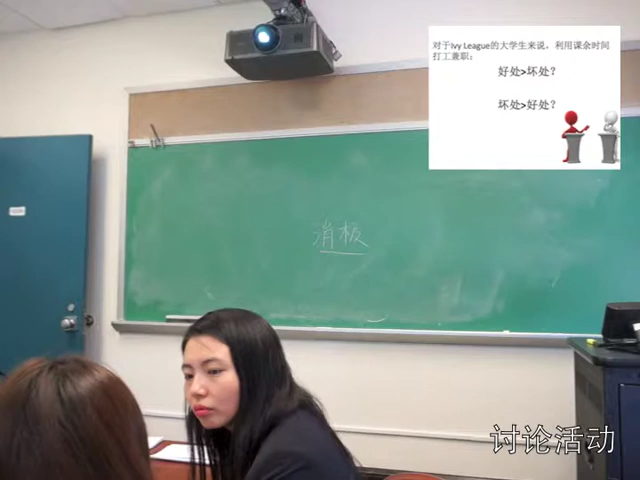 对于Ivy League的大学生来说，利用课余时间
打工兼职：
好处>坏处？
坏处>好处？
消极
讨论活动